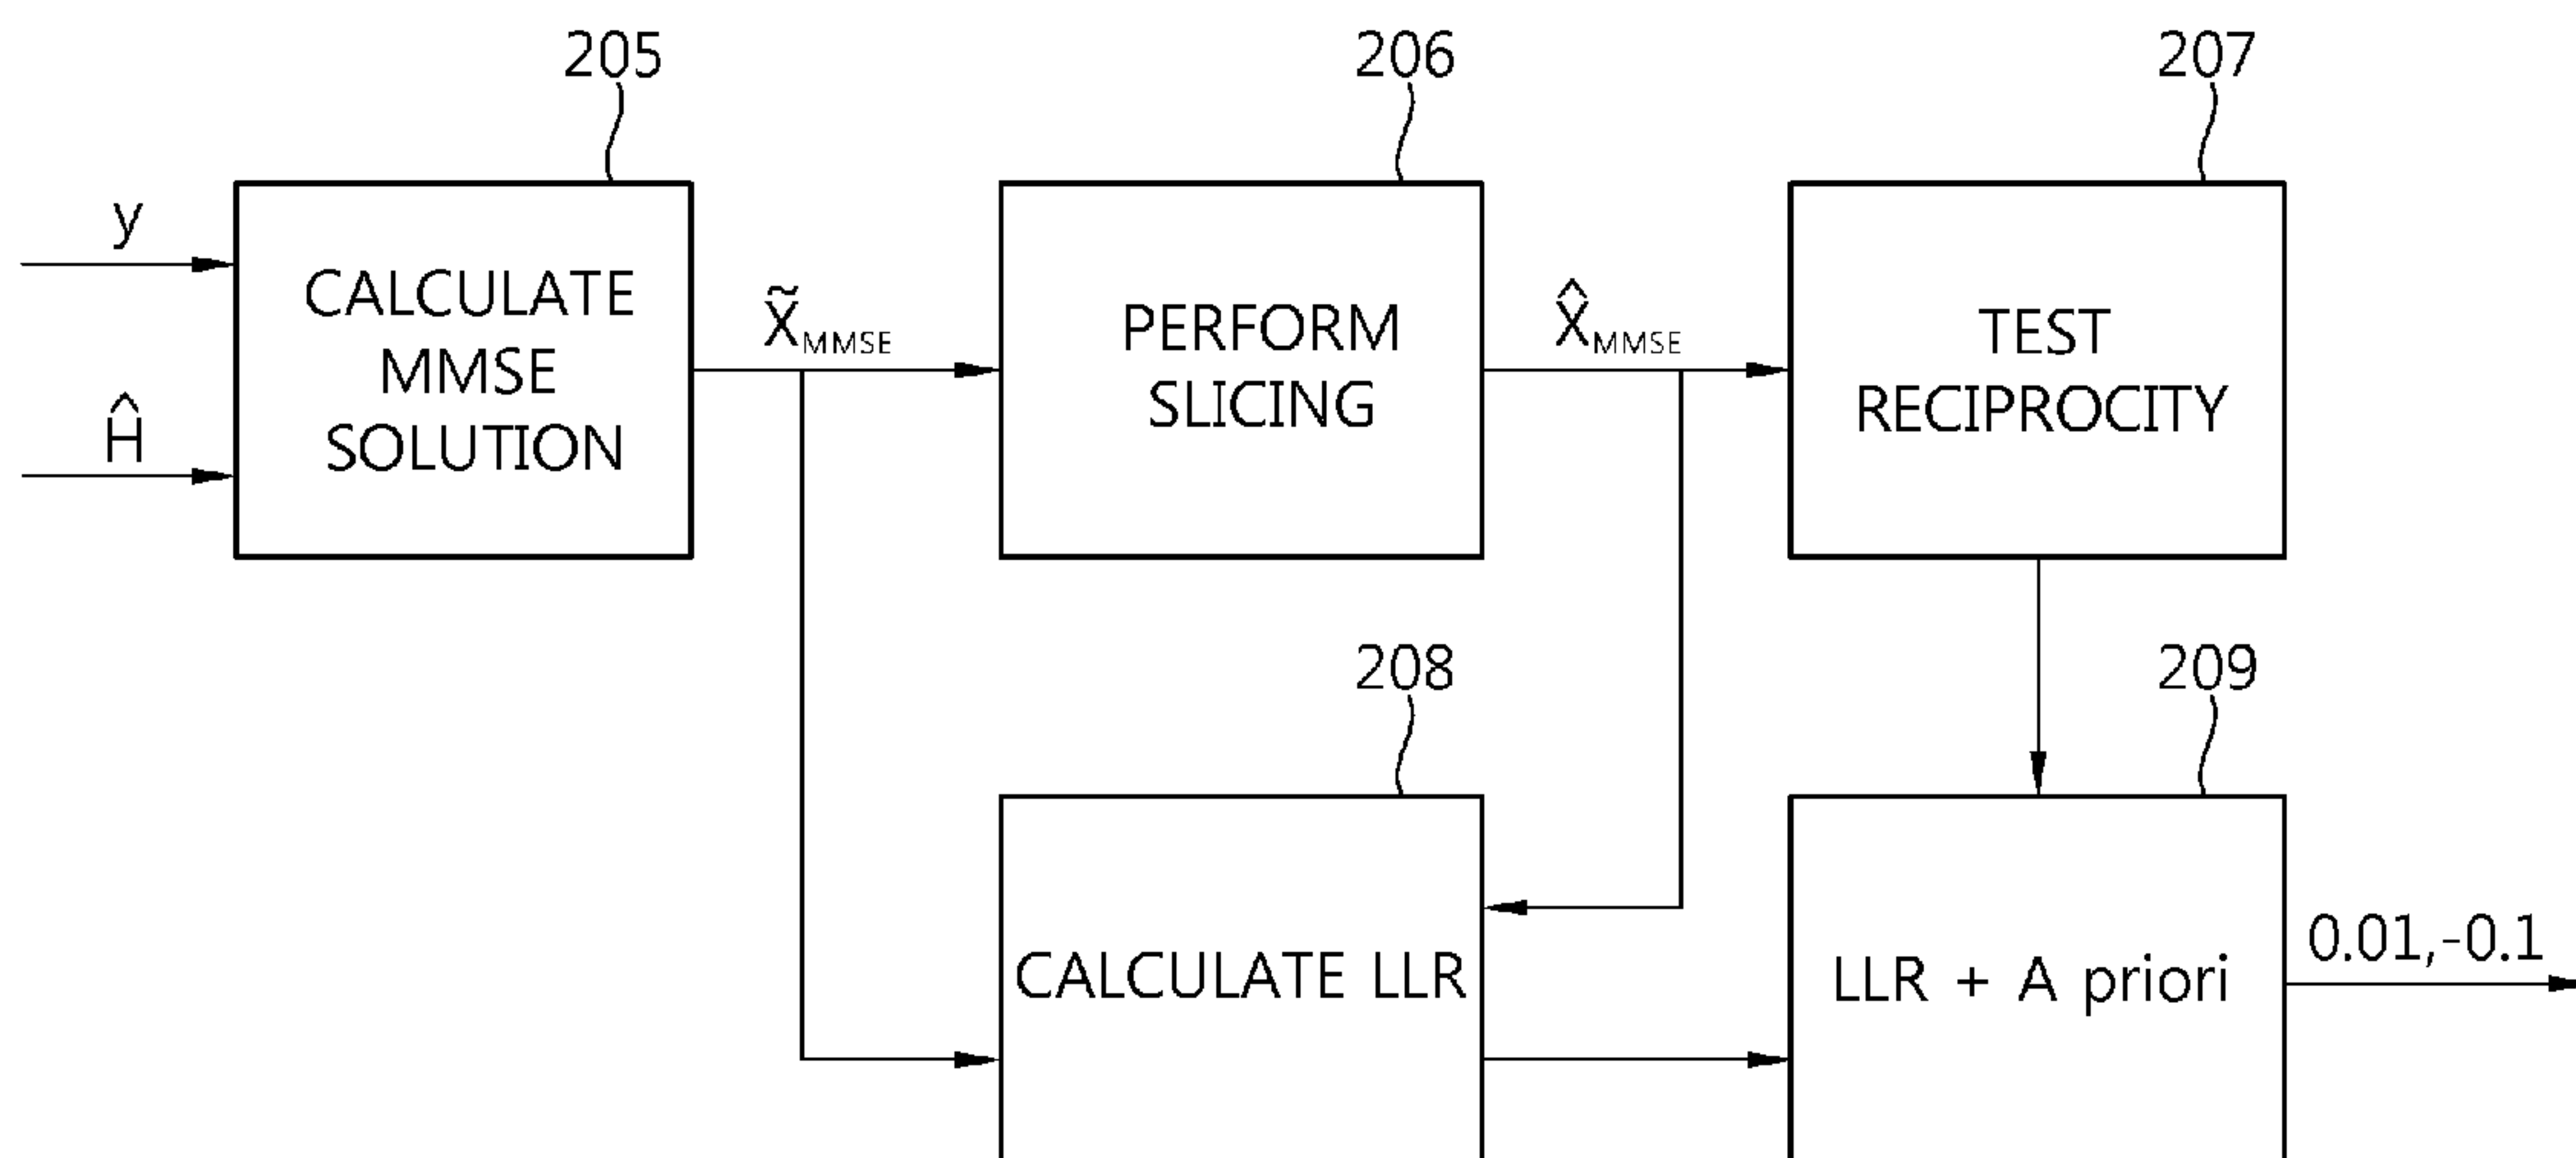 205
206
207
y
Ĥ
CALCULATE
MMSE
SOLUTION
X̃MMSE
PERFORM
SLICING
X̂MMSE
TEST
RECIPROCITY
208
209
CALCULATE LLR
LLR + A priori
0.01,-0.1